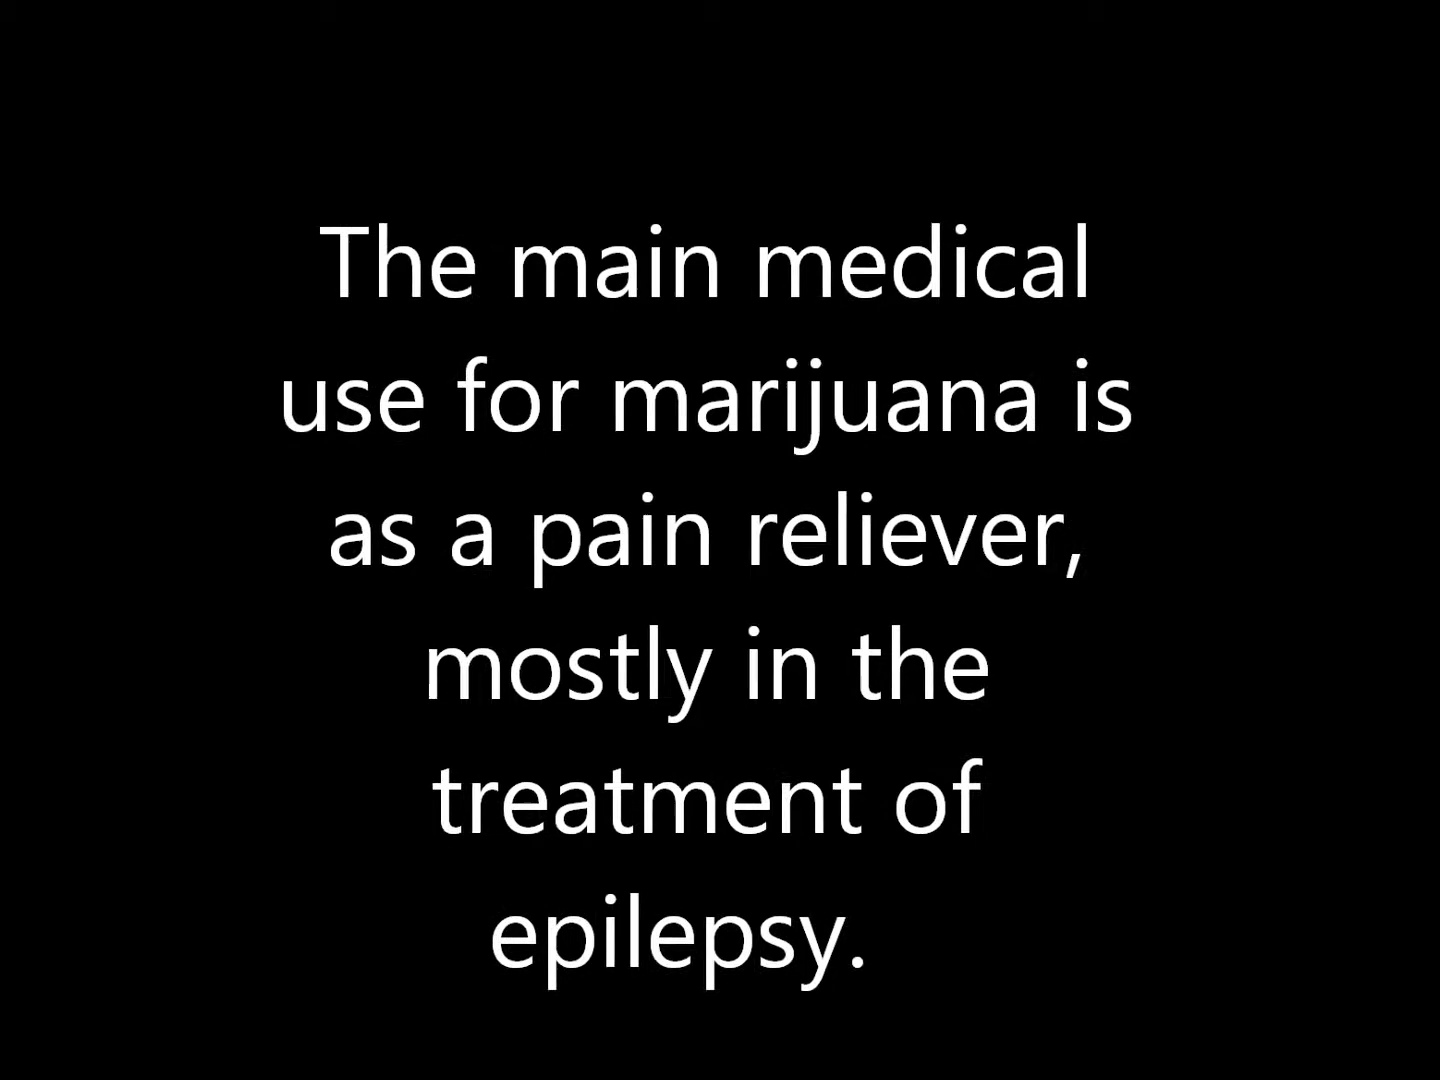 The main medical
use for marijuana is
as a pain reliever,
mostly in the
treatment of
epilepsy.